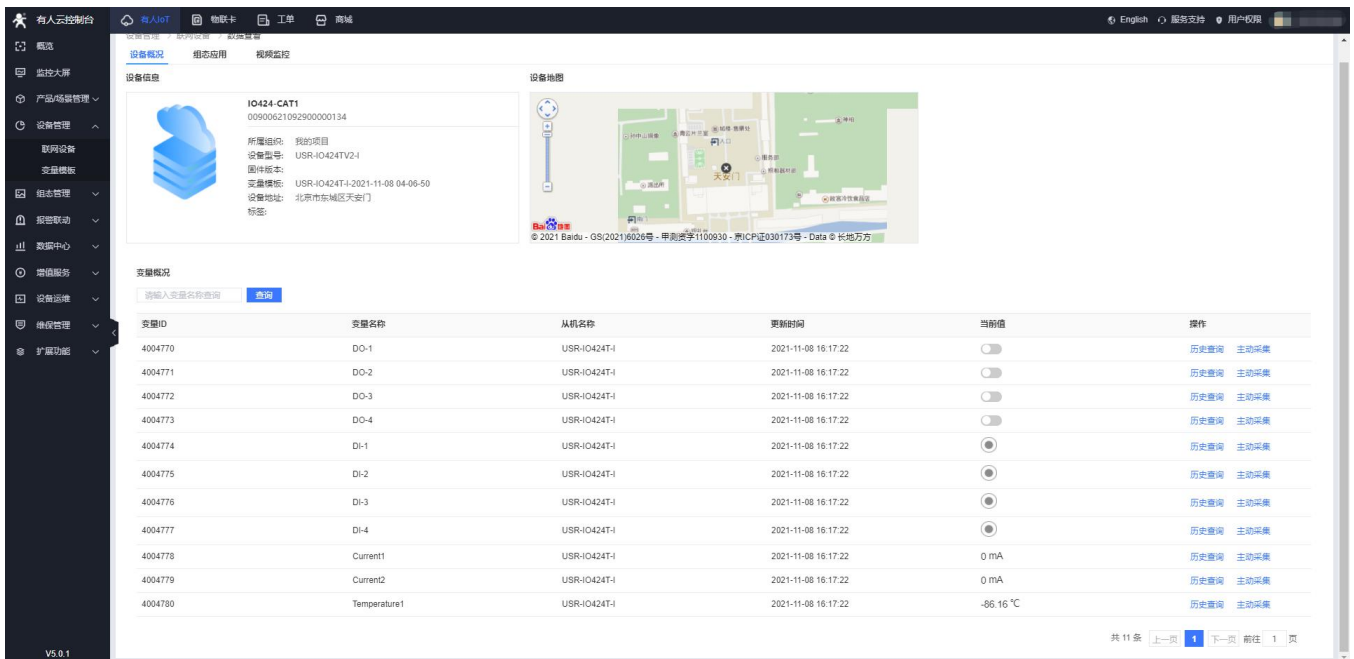 有人云控制台 有人IoT 物联卡 工单 商城 English 服务支持 用户权限
设备管理 > 联网设备 > 数据查看
概览
监控大屏
产品/场景管理
设备管理
联网设备
变量模板
组态管理
报警联动
数据中心
增值服务
设备运维
维保管理
扩展功能
V5.0.1
设备概况 组态应用 视频监控
设备信息
IO424-CAT1
00900621092900000134
所属组织: 我的项目
设备型号: USR-IO424TV2-I
固件版本:
变量模板: USR-IO424T-I-2021-11-08 04-06-50
设备地址: 北京市东城区天安门
标签:
设备地图
天安门
Bai 百度
© 2021 Baidu - GS(2021)6026号 - 甲测资字1100930 - 京ICP证030173号 - Data © 长地万方
变量概况
请输入变量名称查询 查询
变量ID 变量名称 从机名称 更新时间 当前值 操作
4004770 DO-1 USR-IO424T-I 2021-11-08 16:17:22 历史查询 主动采集
4004771 DO-2 USR-IO424T-I 2021-11-08 16:17:22 历史查询 主动采集
4004772 DO-3 USR-IO424T-I 2021-11-08 16:17:22 历史查询 主动采集
4004773 DO-4 USR-IO424T-I 2021-11-08 16:17:22 历史查询 主动采集
4004774 DI-1 USR-IO424T-I 2021-11-08 16:17:22 历史查询 主动采集
4004775 DI-2 USR-IO424T-I 2021-11-08 16:17:22 历史查询 主动采集
4004776 DI-3 USR-IO424T-I 2021-11-08 16:17:22 历史查询 主动采集
4004777 DI-4 USR-IO424T-I 2021-11-08 16:17:22 历史查询 主动采集
4004778 Current1 USR-IO424T-I 2021-11-08 16:17:22 0 mA 历史查询 主动采集
4004779 Current2 USR-IO424T-I 2021-11-08 16:17:22 0 mA 历史查询 主动采集
4004780 Temperature1 USR-IO424T-I 2021-11-08 16:17:22 -86.16 ℃ 历史查询 主动采集
共 11 条 上一页 1 下一页 前往 1 页